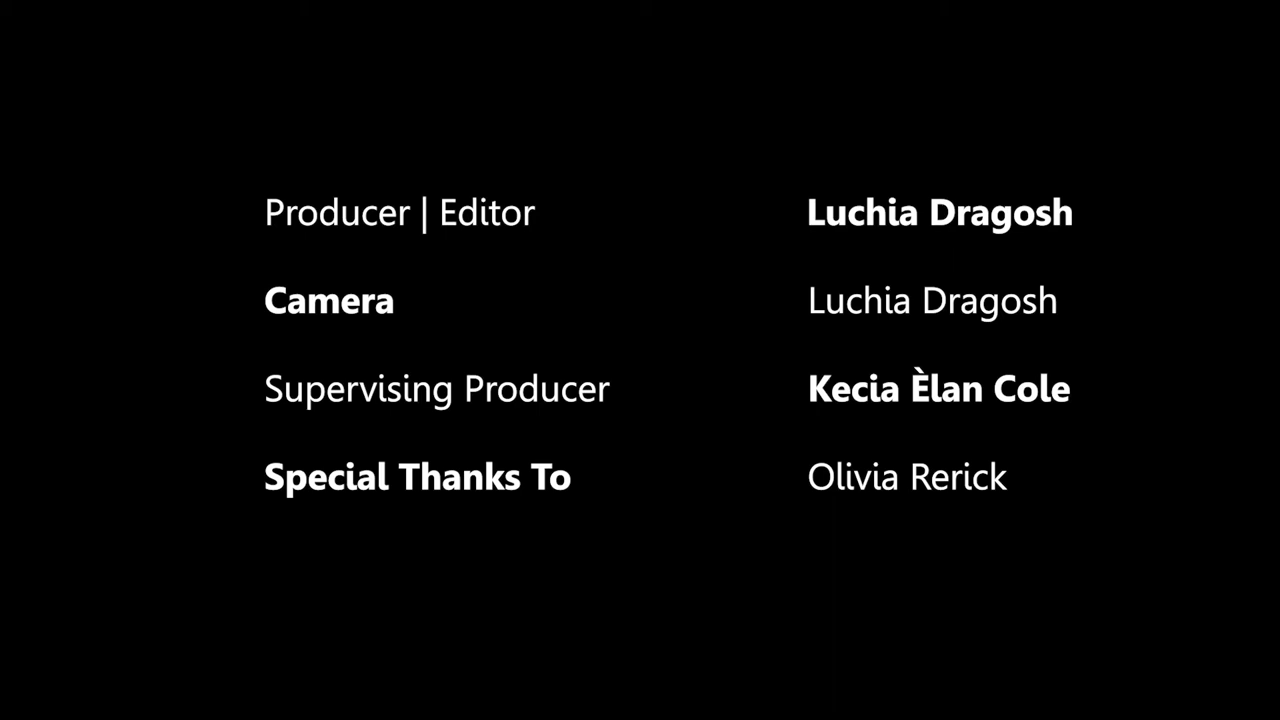 Producer | Editor Luchia Dragosh
Camera Luchia Dragosh
Supervising Producer Kecia Èlan Cole
Special Thanks To Olivia Rerick